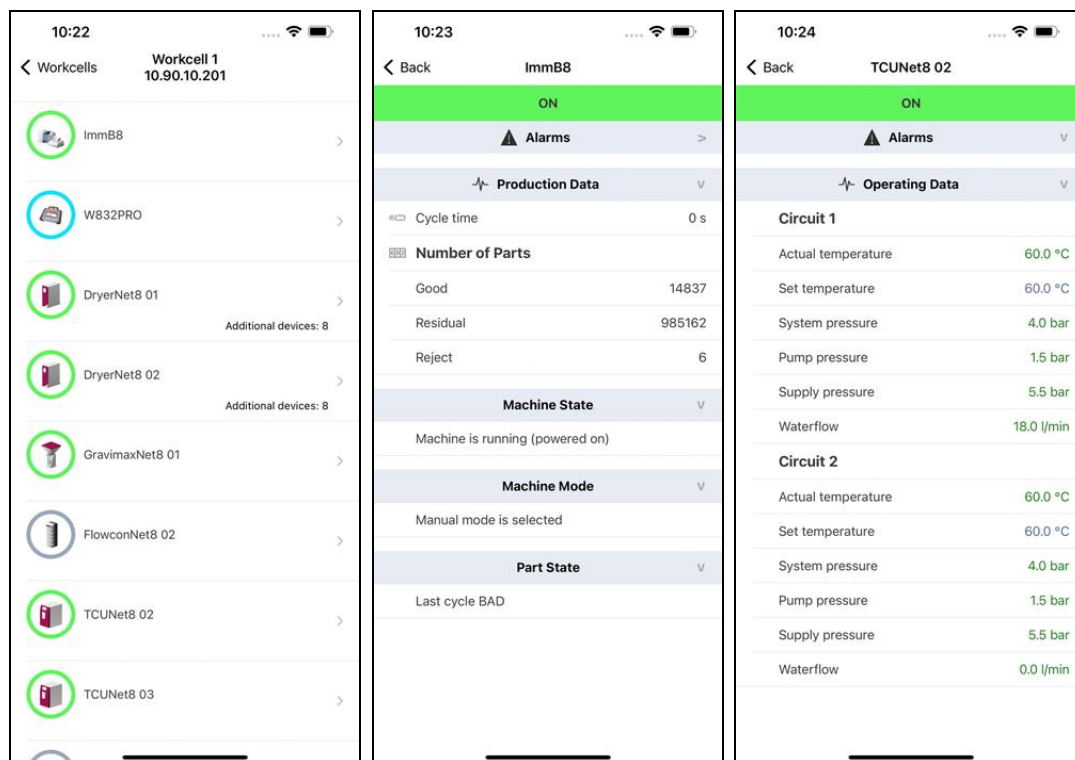 10:22
Workcells
Workcell 1
10.90.10.201
ImmB8
W832PRO
DryerNet8 01
Additional devices: 8
DryerNet8 02
Additional devices: 8
GravimaxNet8 01
FlowconNet8 02
TCUNet8 02
TCUNet8 03
10:23
Back ImmB8
ON
Alarms
Production Data
Cycle time 0 s
Number of Parts
Good 14837
Residual 985162
Reject 6
Machine State
Machine is running (powered on)
Machine Mode
Manual mode is selected
Part State
Last cycle BAD
10:24
Back TCUNet8 02
ON
Alarms
Operating Data
Circuit 1
Actual temperature 60.0 °C
Set temperature 60.0 °C
System pressure 4.0 bar
Pump pressure 1.5 bar
Supply pressure 5.5 bar
Waterflow 18.0 l/min
Circuit 2
Actual temperature 60.0 °C
Set temperature 60.0 °C
System pressure 4.0 bar
Pump pressure 1.5 bar
Supply pressure 5.5 bar
Waterflow 0.0 l/min